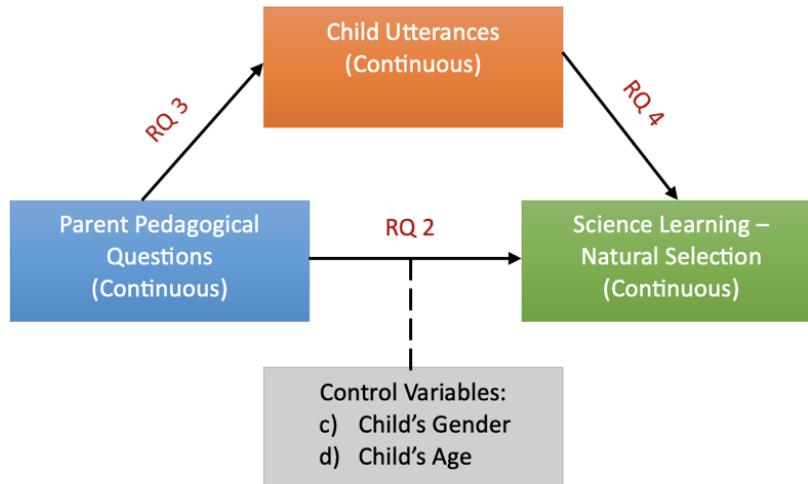 Child Utterances
(Continuous)
RQ 3
RQ 4
Parent Pedagogical
Questions
(Continuous)
RQ 2
Science Learning –
Natural Selection
(Continuous)
Control Variables:
c) Child's Gender
d) Child's Age